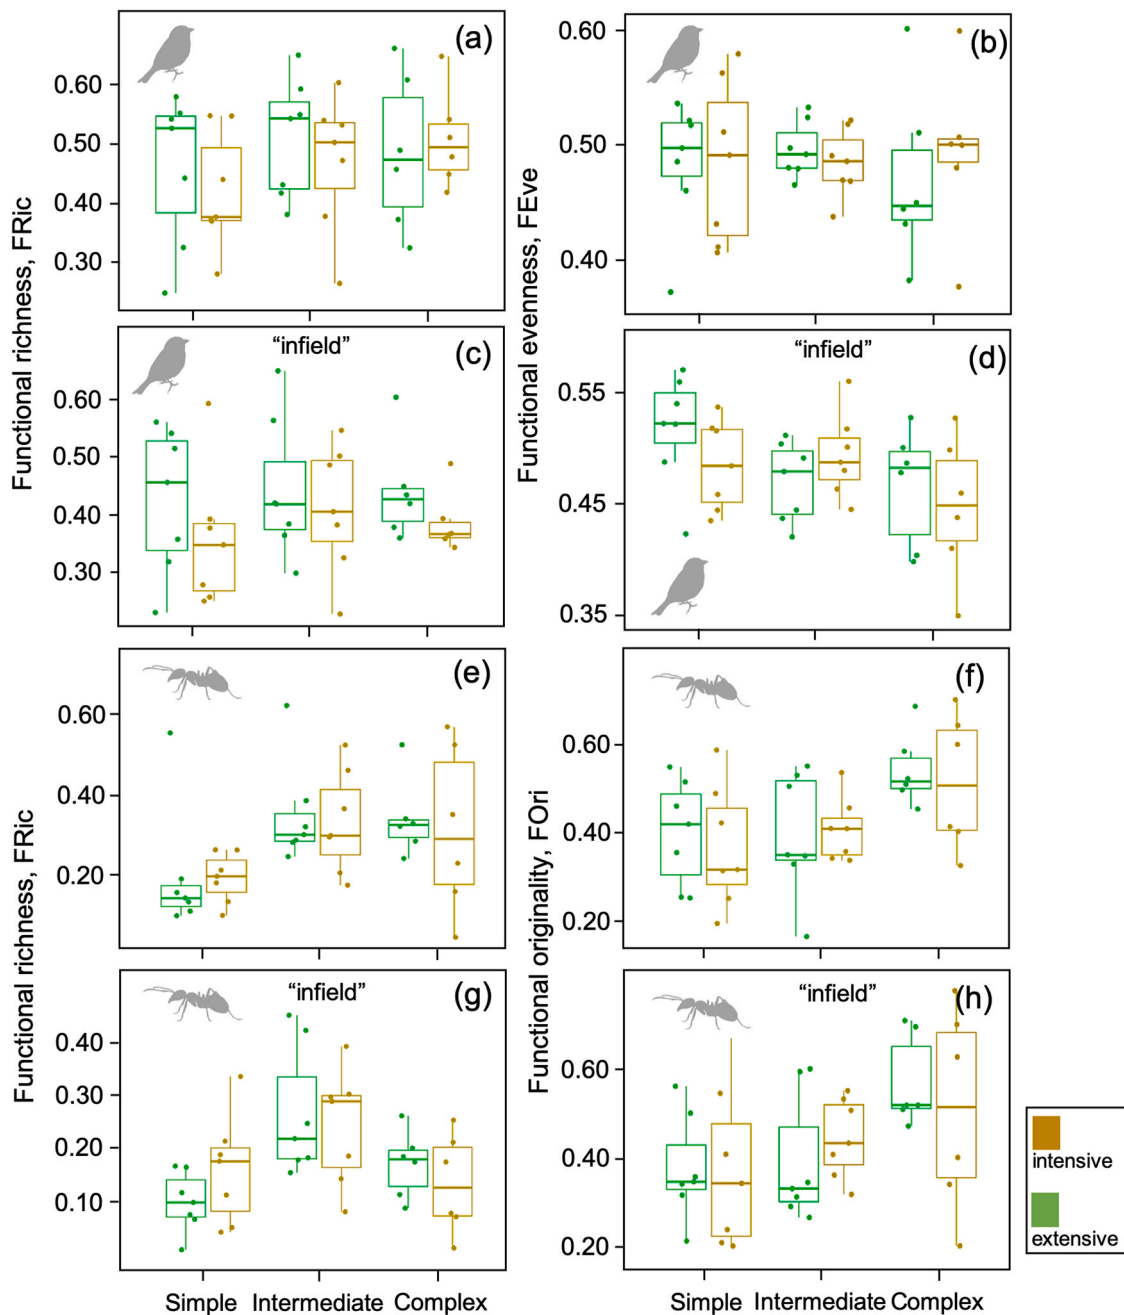 (a)
0.60
0.50
0.40
0.30
Functional richness, FRic
(b)
0.60
0.50
0.40
Functional evenness, FEve
“infield”
(c)
0.60
0.50
0.40
0.30
“infield”
(d)
0.55
0.45
0.35
(e)
0.60
0.40
0.20
Functional richness, FRic
(f)
0.60
0.40
0.20
Functional originality, FOri
“infield”
(g)
0.40
0.30
0.20
0.10
“infield”
(h)
0.60
0.40
0.20
Simple Intermediate Complex
Simple Intermediate Complex
intensive
extensive